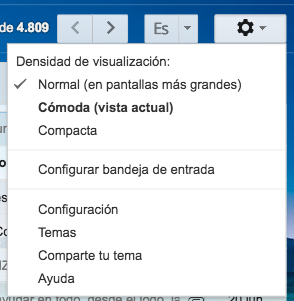 de 4.809
Es
Densidad de visualización:
Normal (en pantallas más grandes)
Cómoda (vista actual)
Compacta
Configurar bandeja de entrada
Configuración
Temas
Comparte tu tema
Ayuda